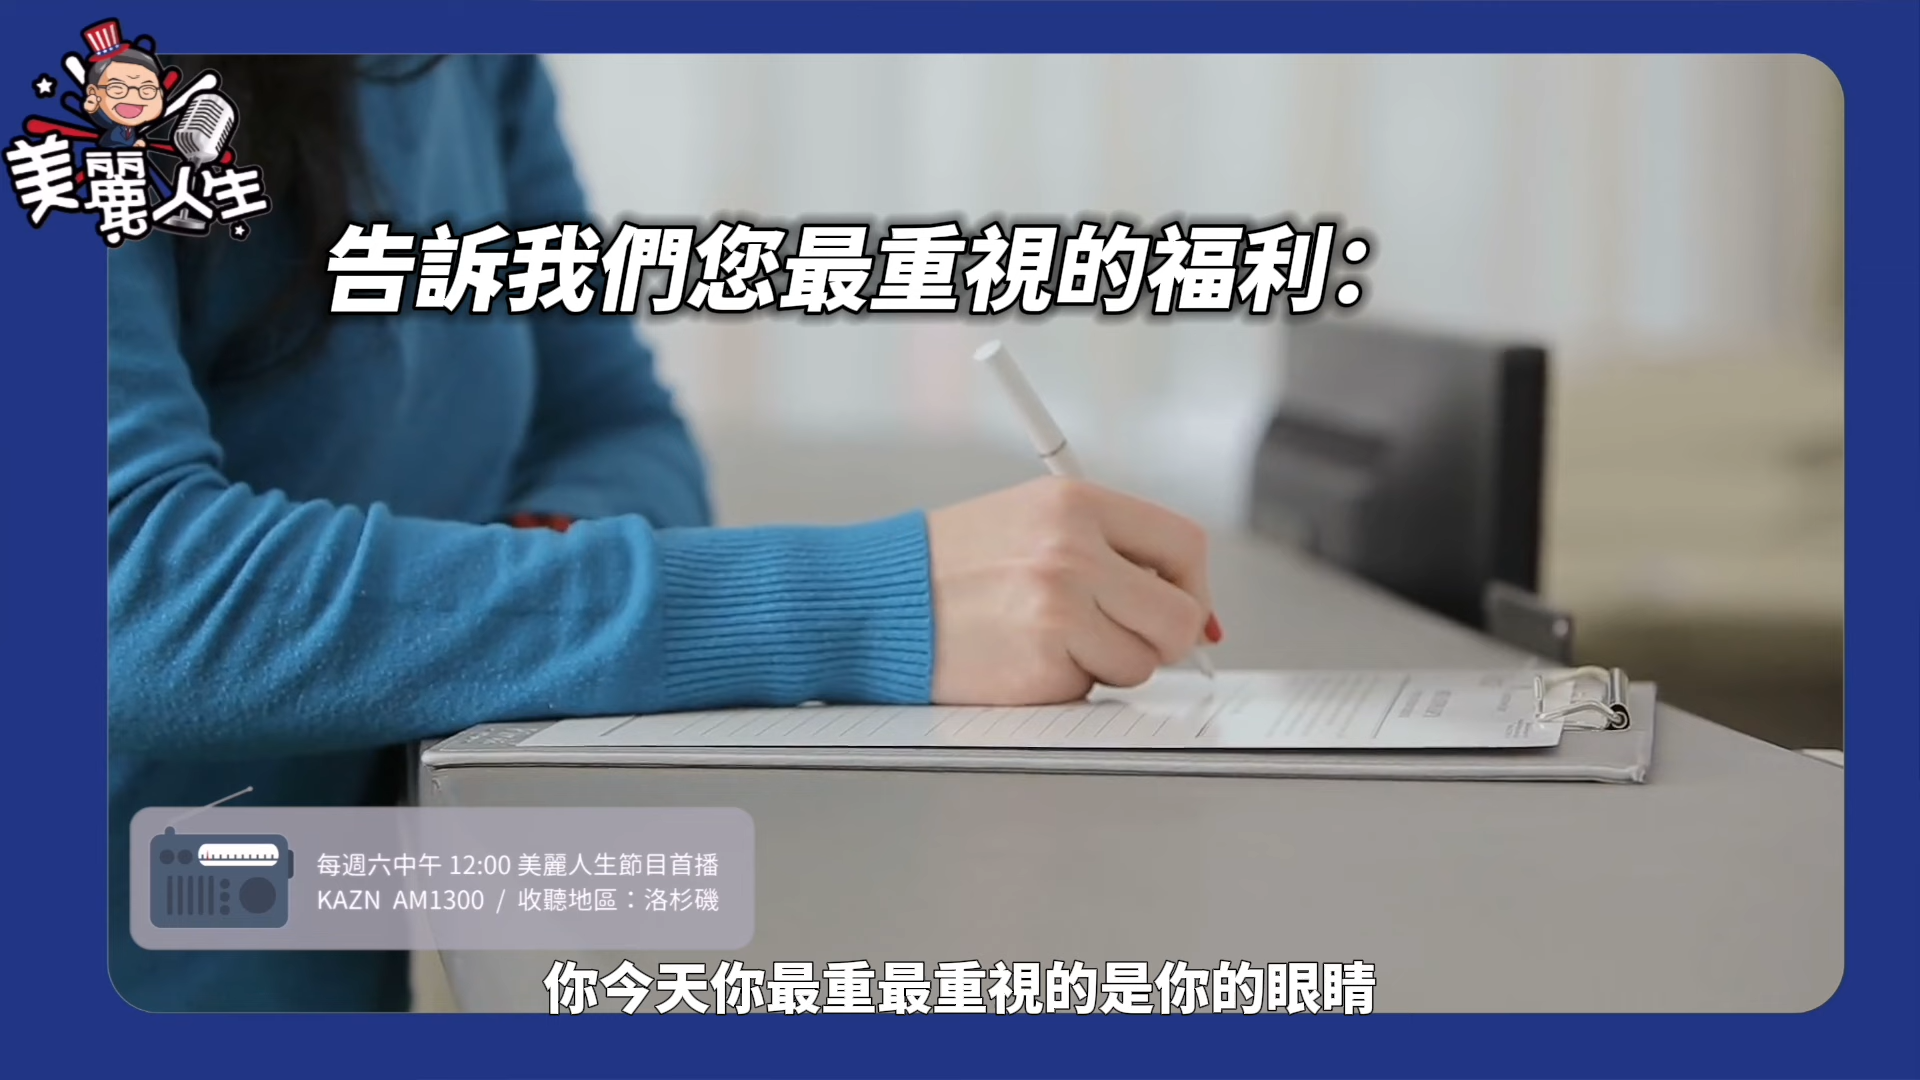 美麗人生
告訴我們您最重視的福利：
每週六中午 12:00 美麗人生節目首播
KAZN AM1300 / 收聽地區：洛杉磯
你今天你最重最重視的是你的眼睛